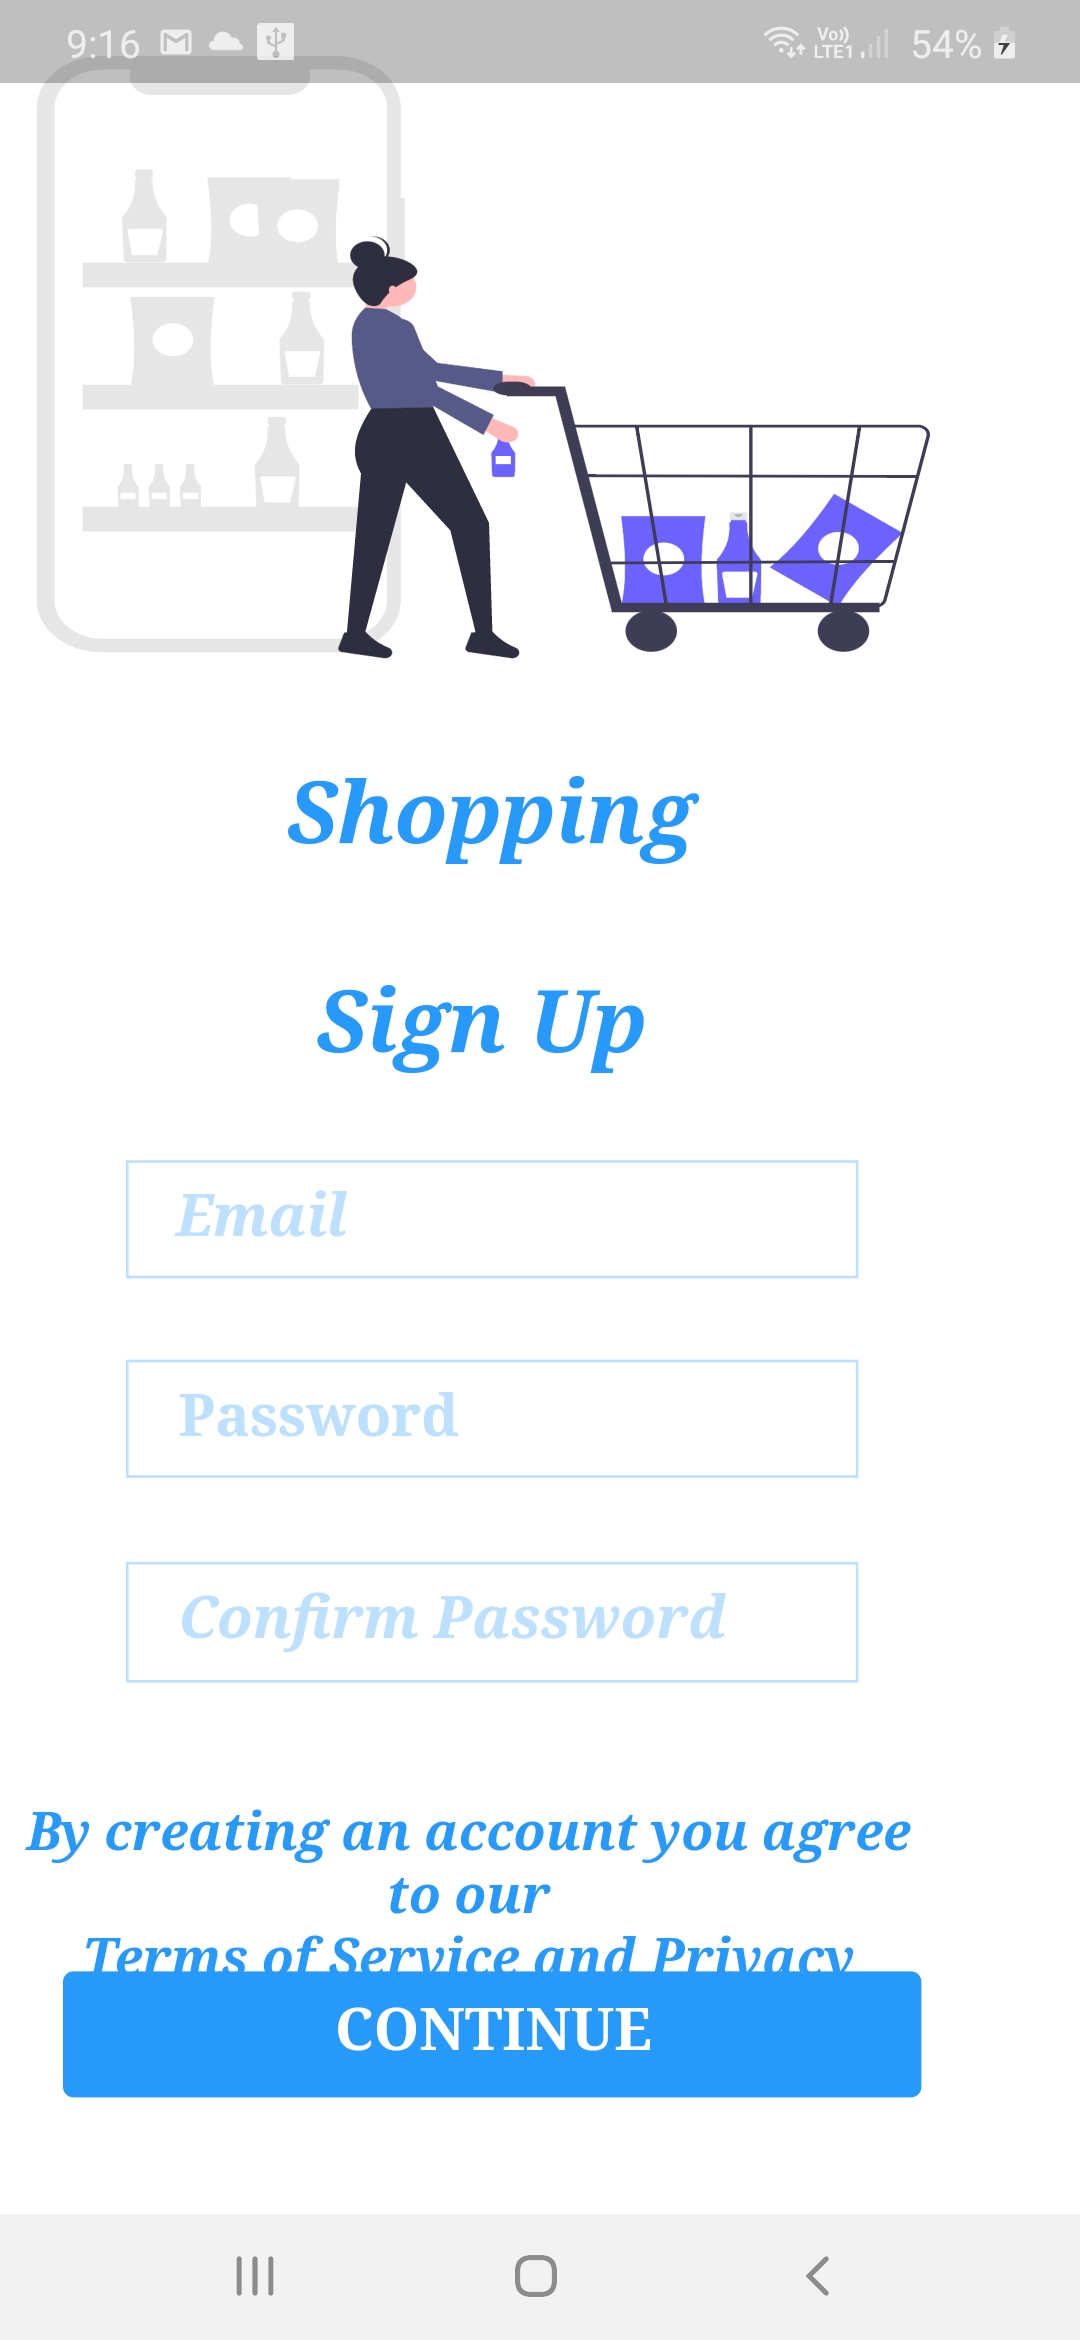 9:16 Vo)) LTE1 54%
Shopping
Sign Up
Email
Password
Confirm Password
By creating an account you agree
to our
Terms of Service and Privacy
CONTINUE